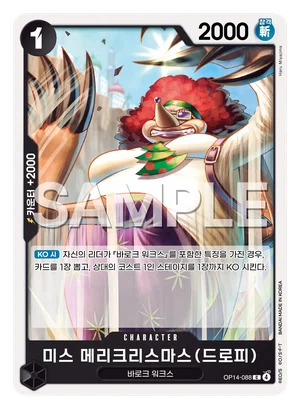 1
2000
참격
斬
카운터 +2000
SAMPLE
KO 시 자신의 리더가 「바로크 워크스」를 포함한 특징을 가진 경우,
카드를 1장 뽑고, 상대의 코스트 1인 스테이지를 1장까지 KO 시킨다.
CHARACTER
미스 메리크리스마스(드로피)
바로크 워크스
OP14-088 C
BANDAI MADE IN KOREA